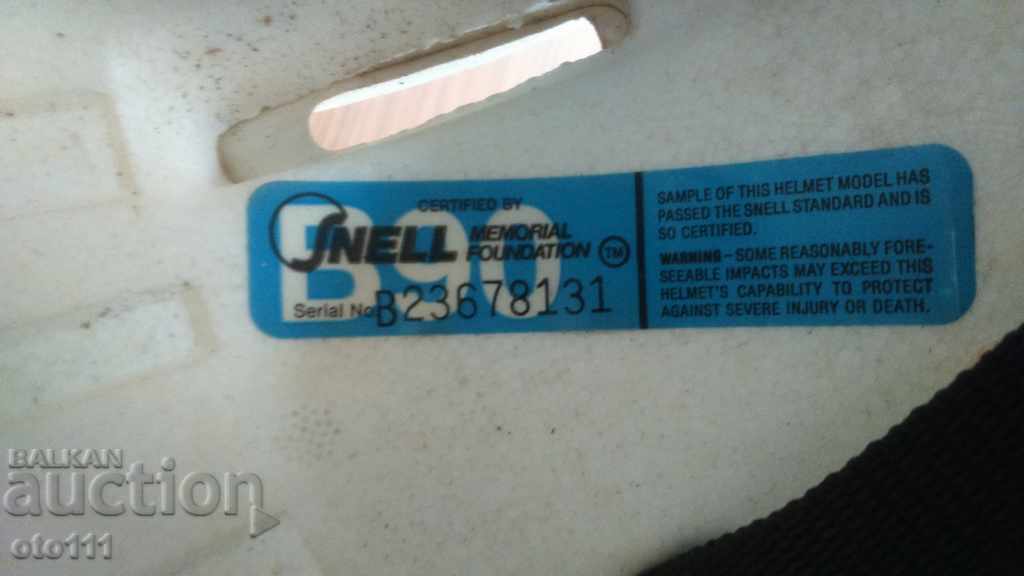 CERTIFIED BY
SNELL MEMORIAL FOUNDATION TM
B90
Serial No. B23678131
SAMPLE OF THIS HELMET MODEL HAS
PASSED THE SNELL STANDARD AND IS
SO CERTIFIED.
WARNING – SOME REASONABLY FORE-
SEEABLE IMPACTS MAY EXCEED THIS
HELMET'S CAPABILITY TO PROTECT
AGAINST SEVERE INJURY OR DEATH.
BALKAN
auction
oto111